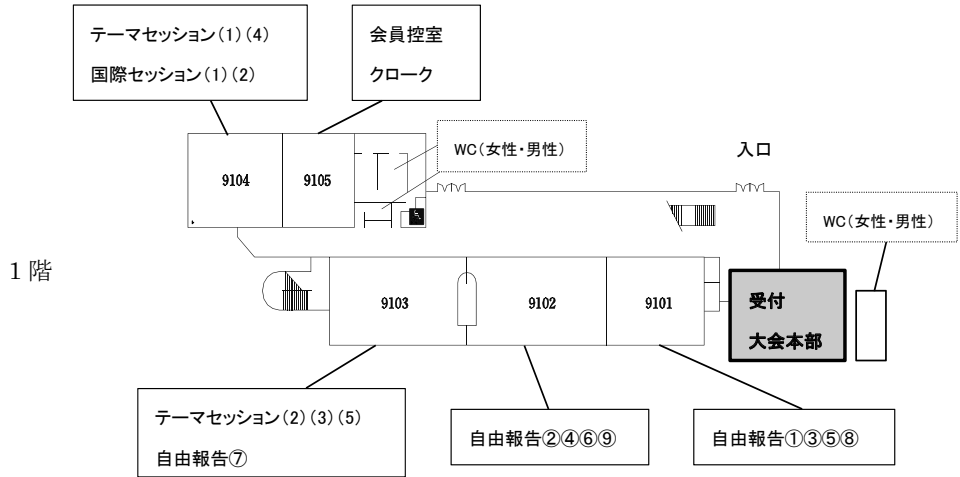 テーマセッション(1)(4)
国際セッション(1)(2)
会員控室
クローク
WC(女性・男性)
入口
9104
9105
WC(女性・男性)
1階
9103
9102
9101
受付
大会本部
テーマセッション(2)(3)(5)
自由報告⑦
自由報告②④⑥⑨
自由報告①③⑤⑧